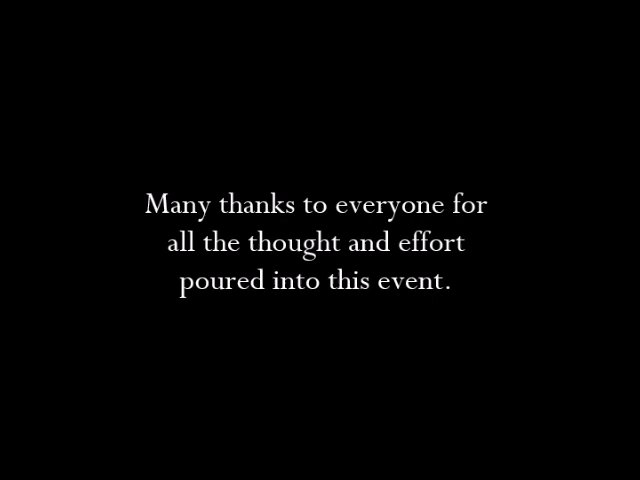 Many thanks to everyone for
all the thought and effort
poured into this event.